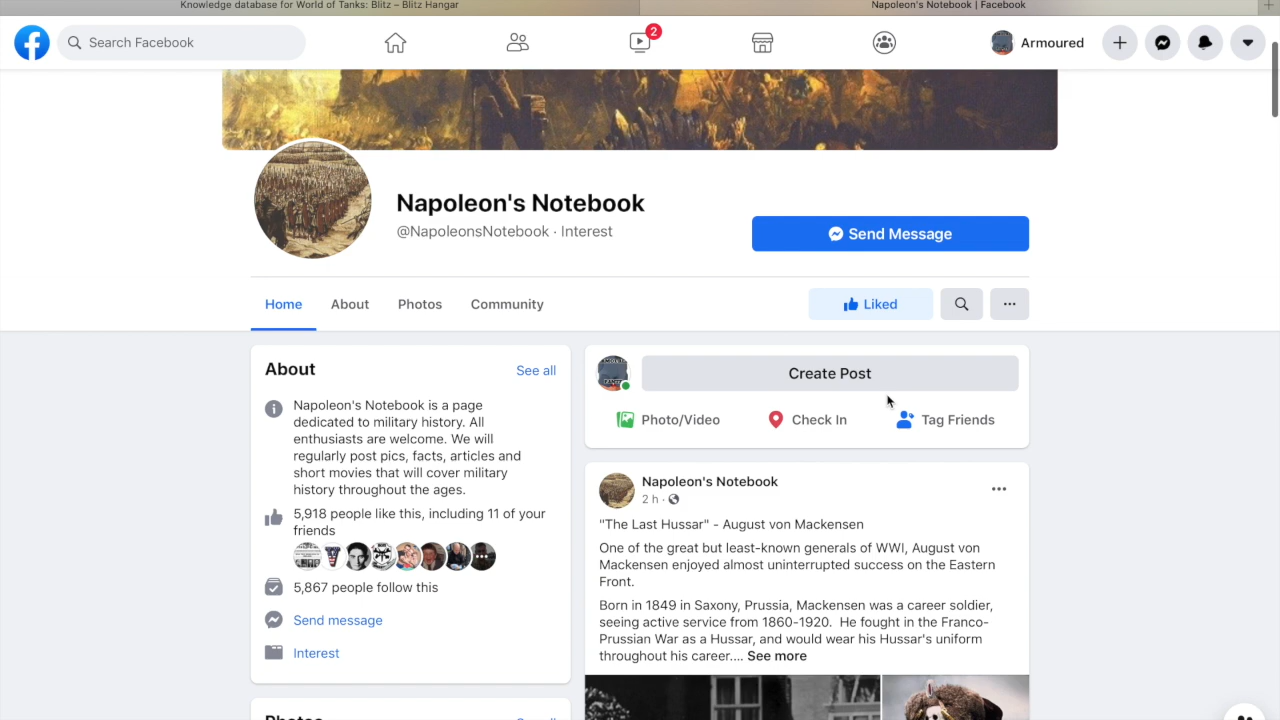 Knowledge database for World of Tanks: Blitz – Blitz Hangar
Napoleon's Notebook | Facebook
Search Facebook
2
Armoured
Napoleon's Notebook
@NapoleonsNotebook · Interest
Send Message
Home
About
Photos
Community
Liked
About
See all
Napoleon's Notebook is a page
dedicated to military history. All
enthusiasts are welcome. We will
regularly post pics, facts, articles and
short movies that will cover military
history throughout the ages.
5,918 people like this, including 11 of your
friends
5,867 people follow this
Send message
Interest
Create Post
Photo/Video
Check In
Tag Friends
Napoleon's Notebook
2 h ·
"The Last Hussar" - August von Mackensen
One of the great but least-known generals of WWI, August von
Mackensen enjoyed almost uninterrupted success on the Eastern
Front.
Born in 1849 in Saxony, Prussia, Mackensen was a career soldier,
seeing active service from 1860-1920. He fought in the Franco-
Prussian War as a Hussar, and would wear his Hussar's uniform
throughout his career.... See more